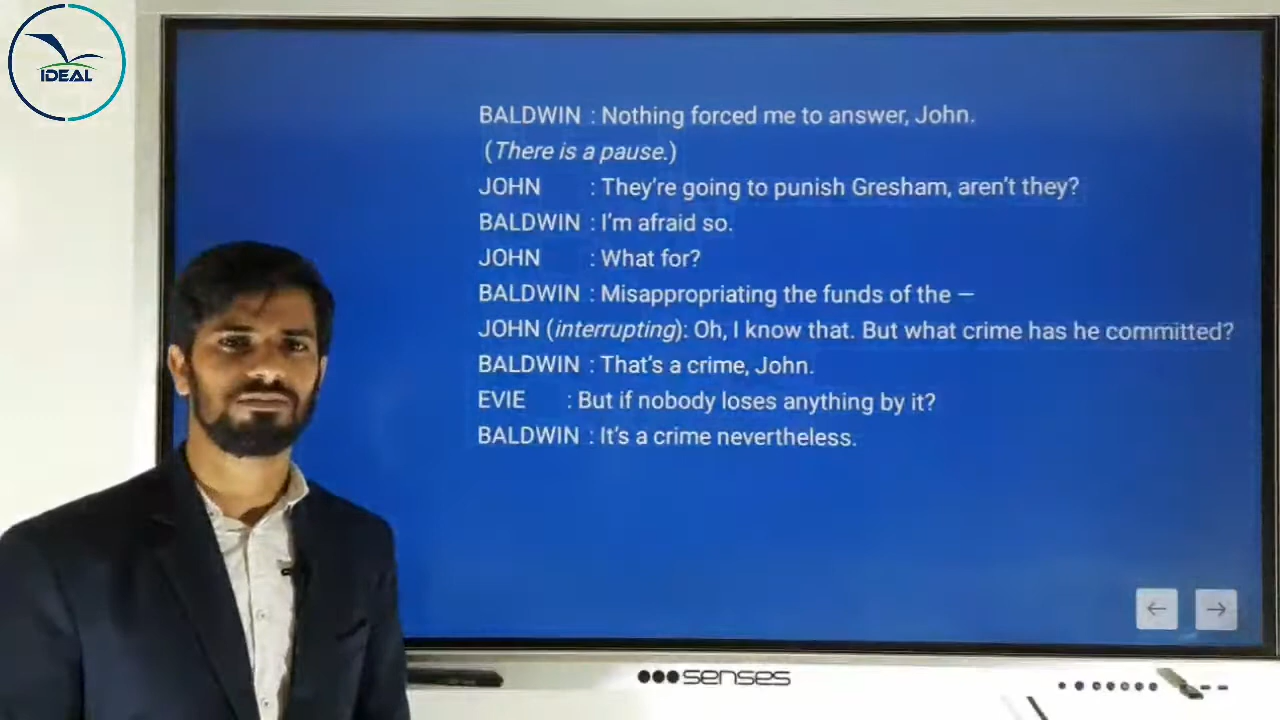 IDEAL
BALDWIN : Nothing forced me to answer, John.
(There is a pause.)
JOHN : They're going to punish Gresham, aren't they?
BALDWIN : I'm afraid so.
JOHN : What for?
BALDWIN : Misappropriating the funds of the —
JOHN (interrupting): Oh, I know that. But what crime has he committed?
BALDWIN : That's a crime, John.
EVIE : But if nobody loses anything by it?
BALDWIN : It's a crime nevertheless.
senses